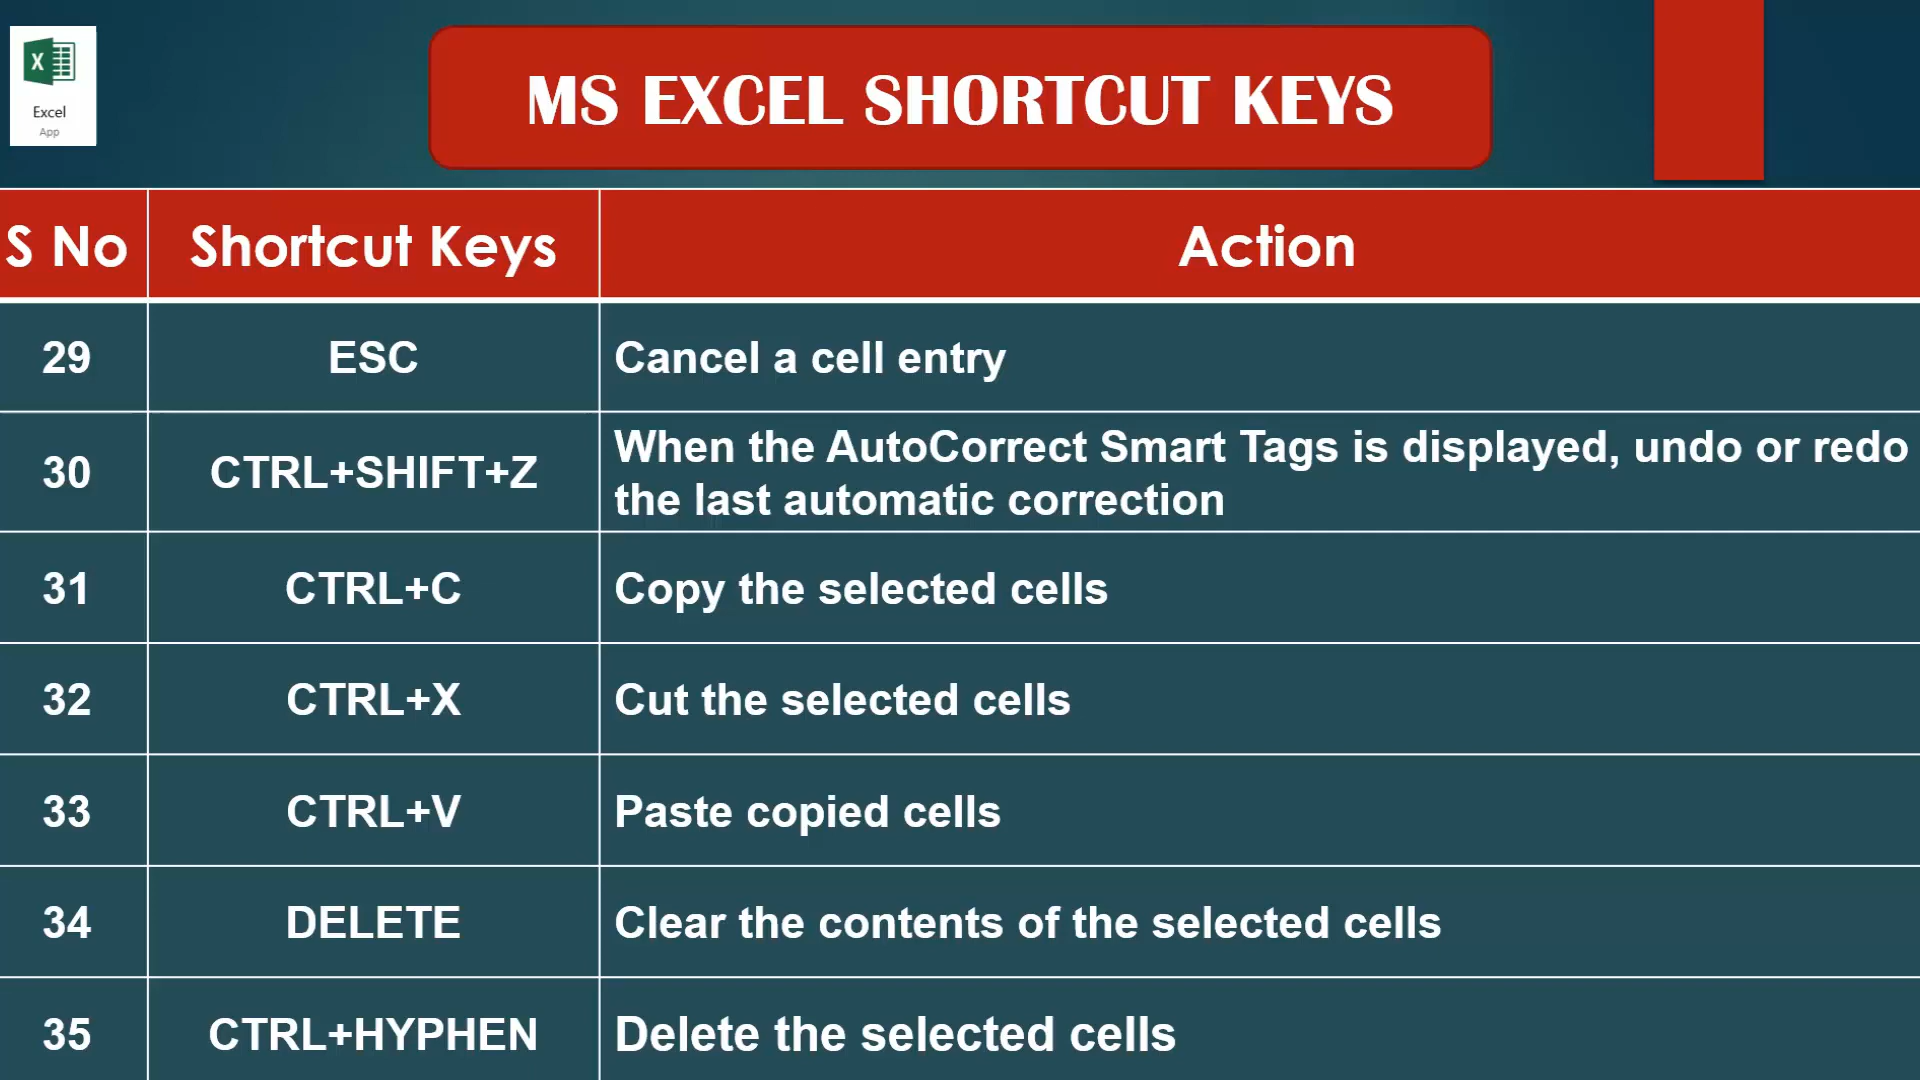 X
Excel
App
MS EXCEL SHORTCUT KEYS
S No Shortcut Keys Action
29 ESC Cancel a cell entry
30 CTRL+SHIFT+Z When the AutoCorrect Smart Tags is displayed, undo or redo
the last automatic correction
31 CTRL+C Copy the selected cells
32 CTRL+X Cut the selected cells
33 CTRL+V Paste copied cells
34 DELETE Clear the contents of the selected cells
35 CTRL+HYPHEN Delete the selected cells